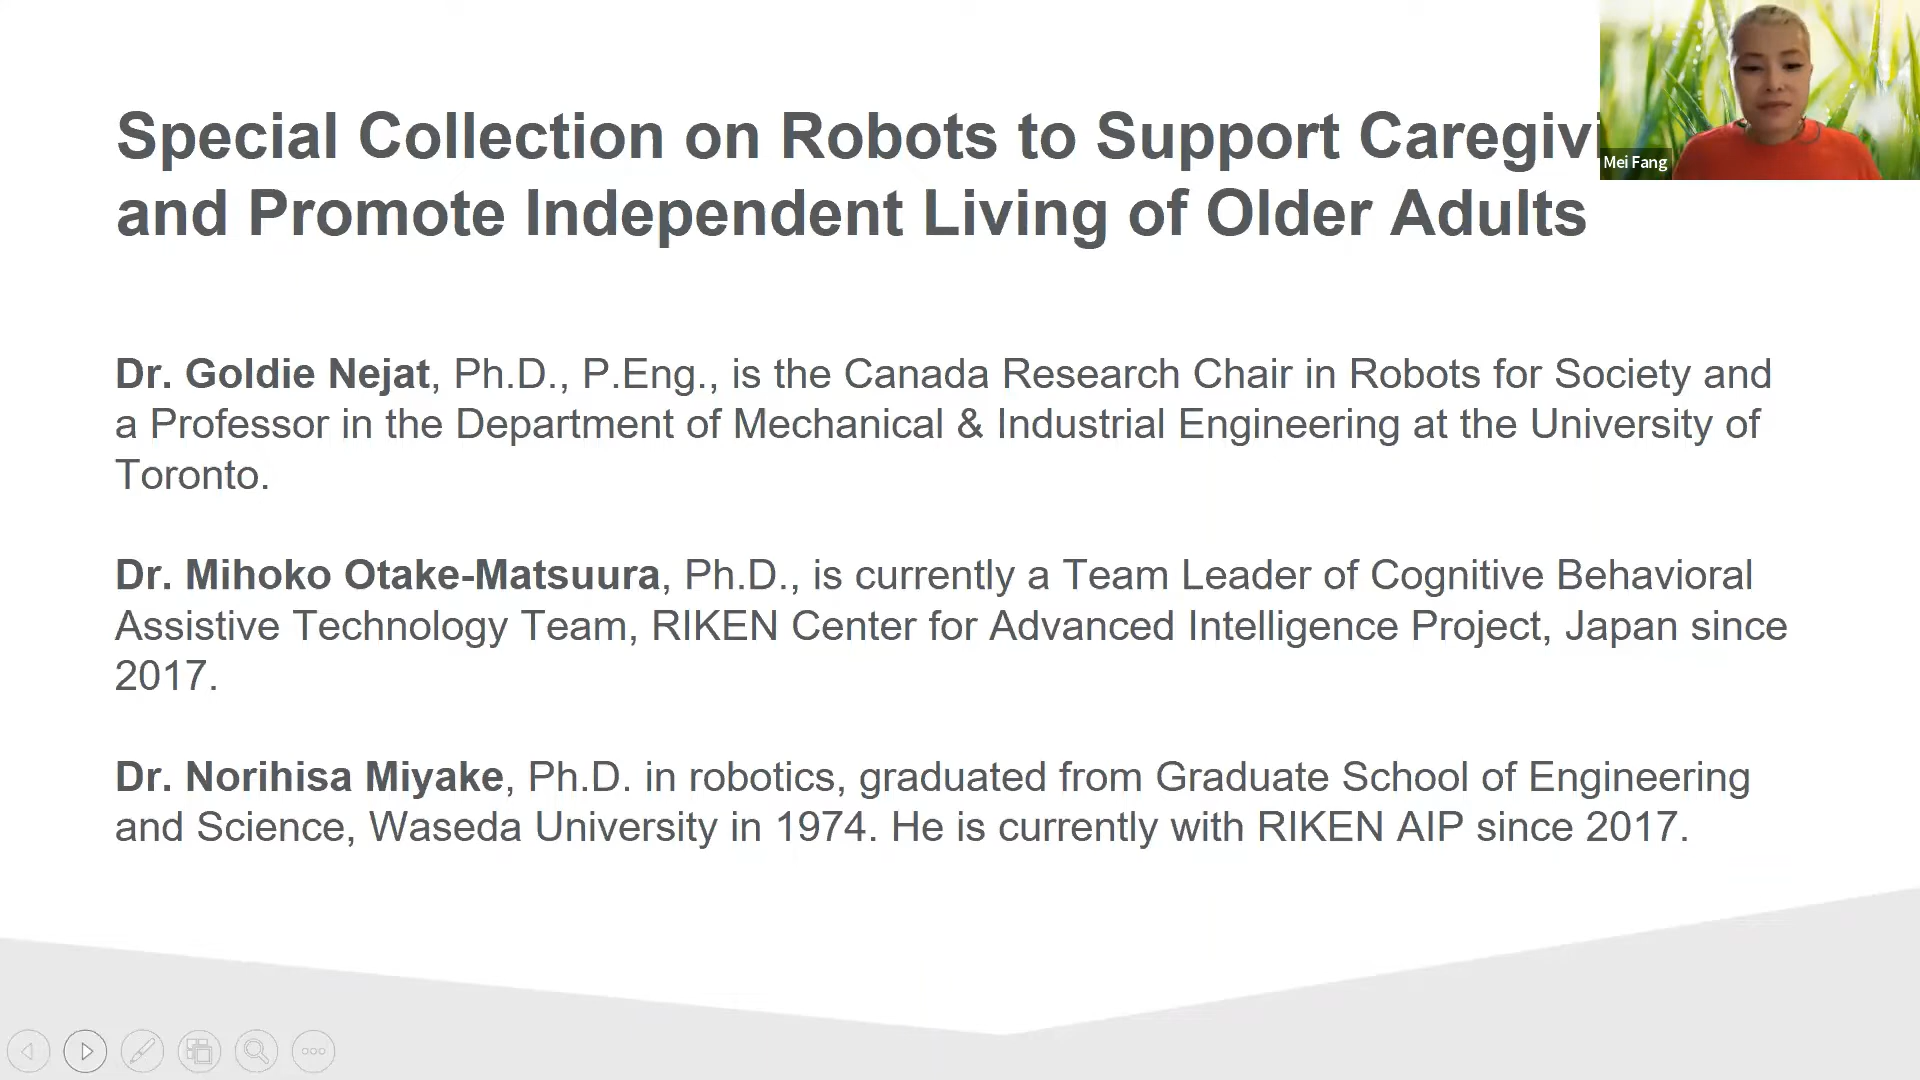 Special Collection on Robots to Support Caregivi
and Promote Independent Living of Older Adults
Mei Fang
Dr. Goldie Nejat, Ph.D., P.Eng., is the Canada Research Chair in Robots for Society and
a Professor in the Department of Mechanical & Industrial Engineering at the University of
Toronto.
Dr. Mihoko Otake-Matsuura, Ph.D., is currently a Team Leader of Cognitive Behavioral
Assistive Technology Team, RIKEN Center for Advanced Intelligence Project, Japan since
2017.
Dr. Norihisa Miyake, Ph.D. in robotics, graduated from Graduate School of Engineering
and Science, Waseda University in 1974. He is currently with RIKEN AIP since 2017.